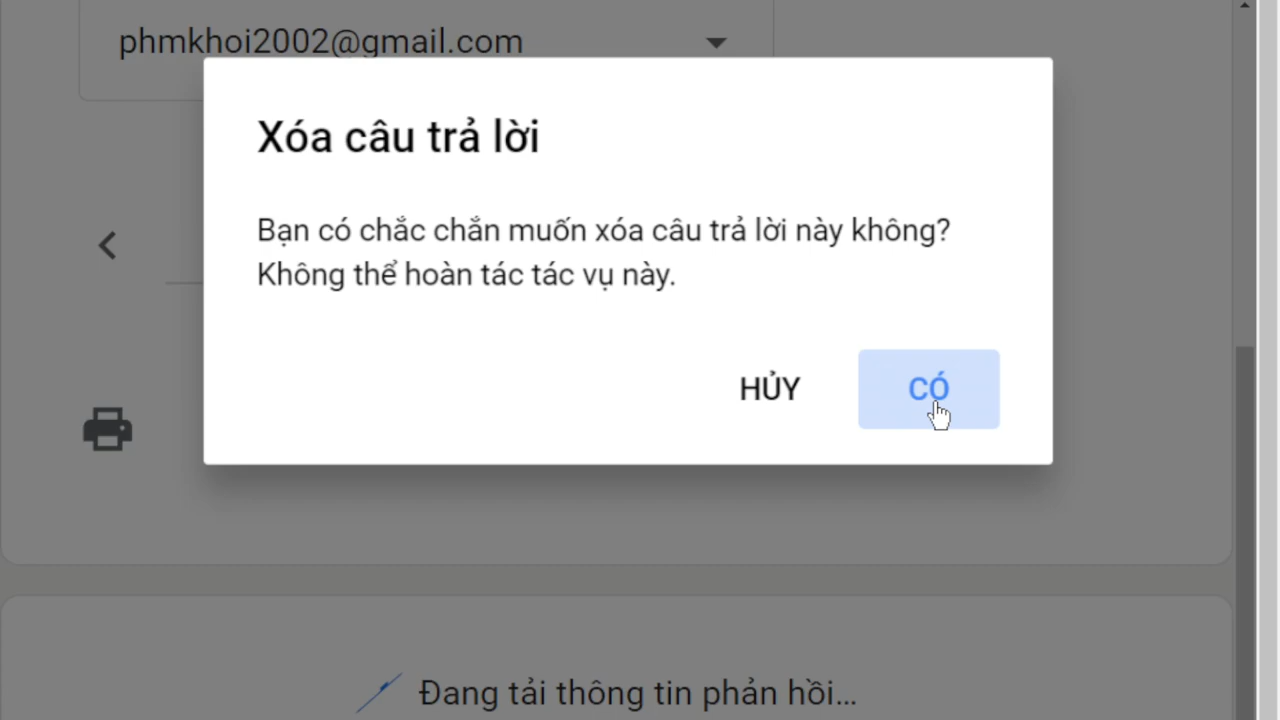 phmkhoi2002@gmail.com
Xóa câu trả lời
Bạn có chắc chắn muốn xóa câu trả lời này không?
Không thể hoàn tác tác vụ này.
HỦY
CÓ
Đang tải thông tin phản hồi...